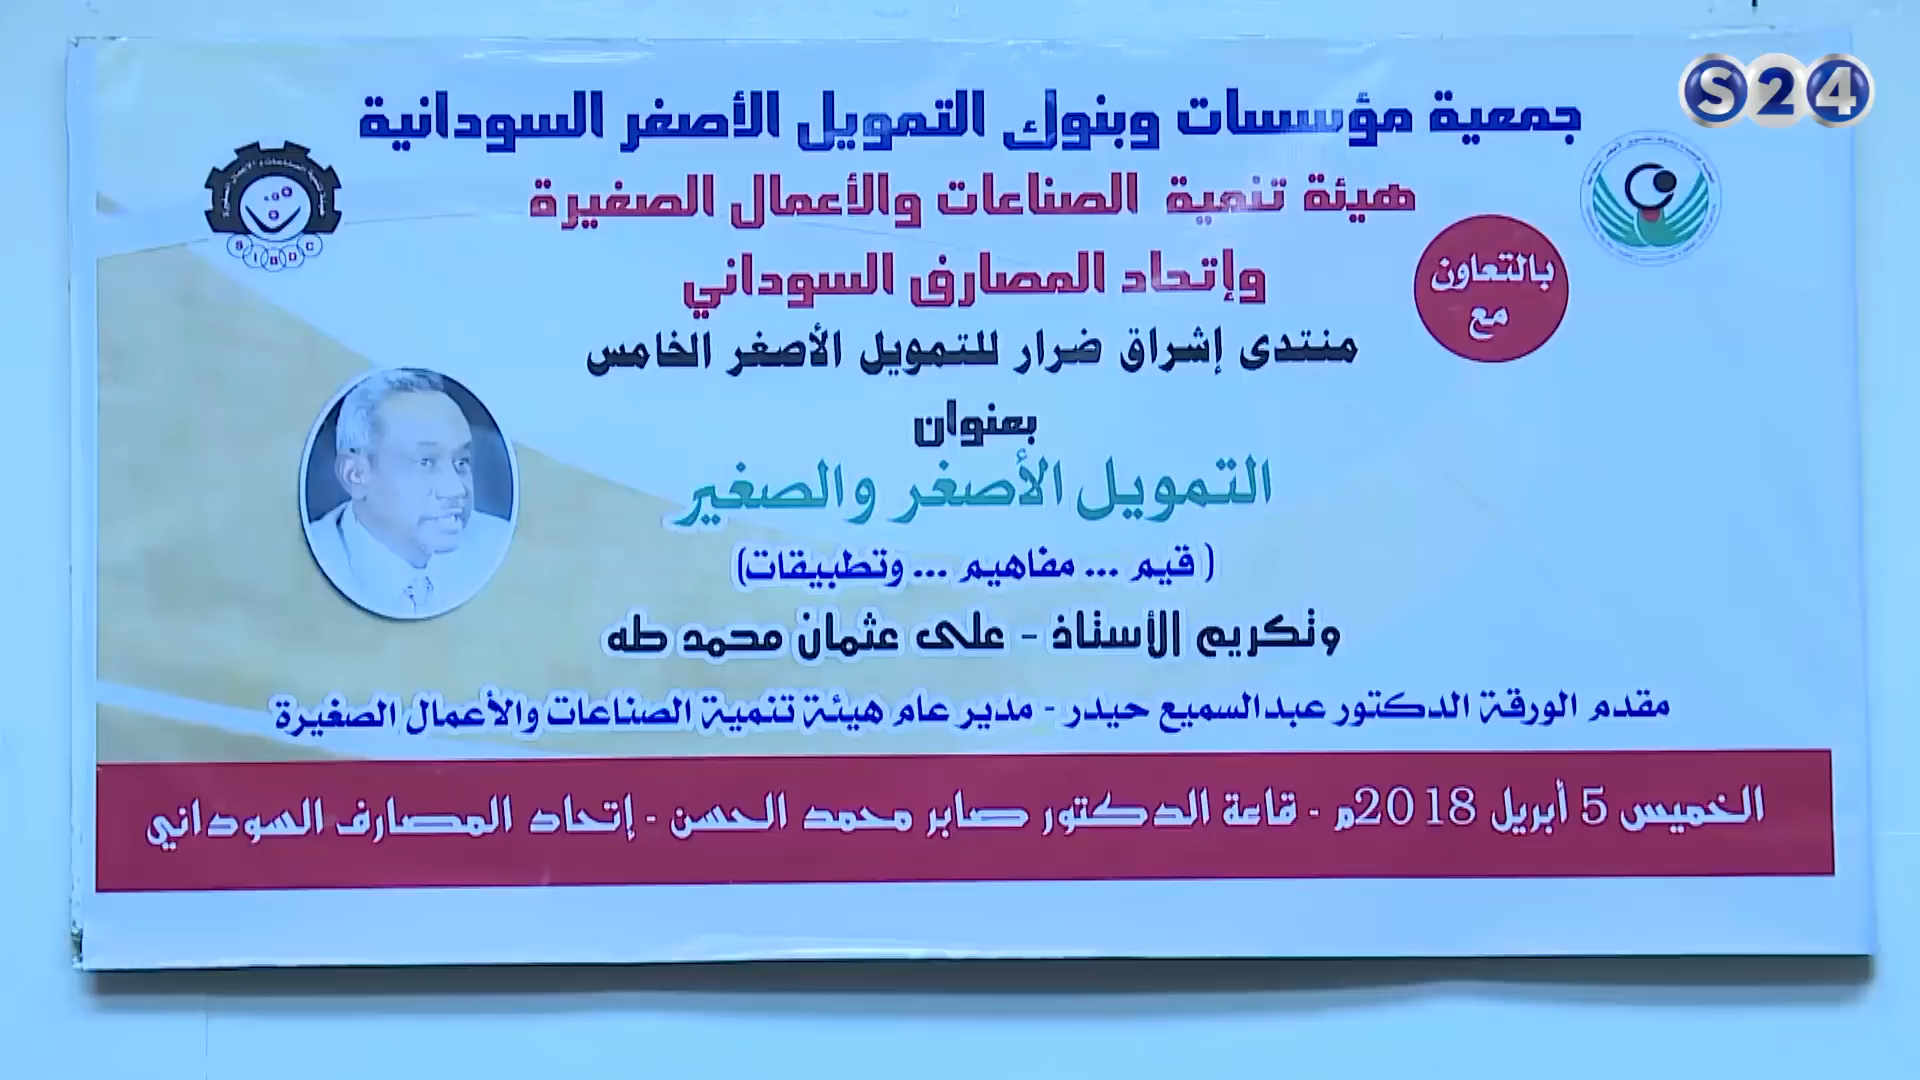 S24
جمعية مؤسسات وبنوك التمويل الأصغر السودانية
بالتعاون
مع
هيئة تنمية الصناعات والأعمال الصغيرة
وإتحاد المصارف السوداني
منتدى إشراق ضرار للتمويل الأصغر الخامس
بعنوان
التمويل الأصغر والصغير
( قيم ... مفاهيم ... وتطبيقات)
وتكريم الأستاذ - على عثمان محمد طه
مقدم الورقة الدكتور عبدالسميع حيدر - مدير عام هيئة تنمية الصناعات والأعمال الصغيرة
الخميس 5 أبريل 2018م - قاعة الدكتور صابر محمد الحسن - إتحاد المصارف السوداني
SIBDC